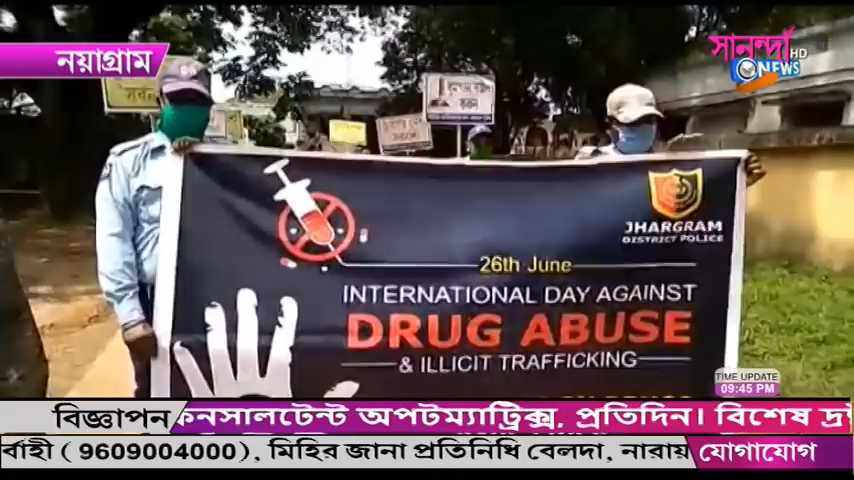 নয়াগ্রাম
সানন্দা HD
NEWS
JHARGRAM
DISTRICT POLICE
26th June
INTERNATIONAL DAY AGAINST
DRUG ABUSE
& ILLICIT TRAFFICKING
TIME UPDATE
09:45 PM
বিজ্ঞাপন
কনসালটেন্ট অপটম্যাট্রিক্স, প্রতিদিন। বিশেষ
র্বাহী (9609004000), মিহির জানা প্রতিনিধি বেলদা, নারায়
যোগাযোগ